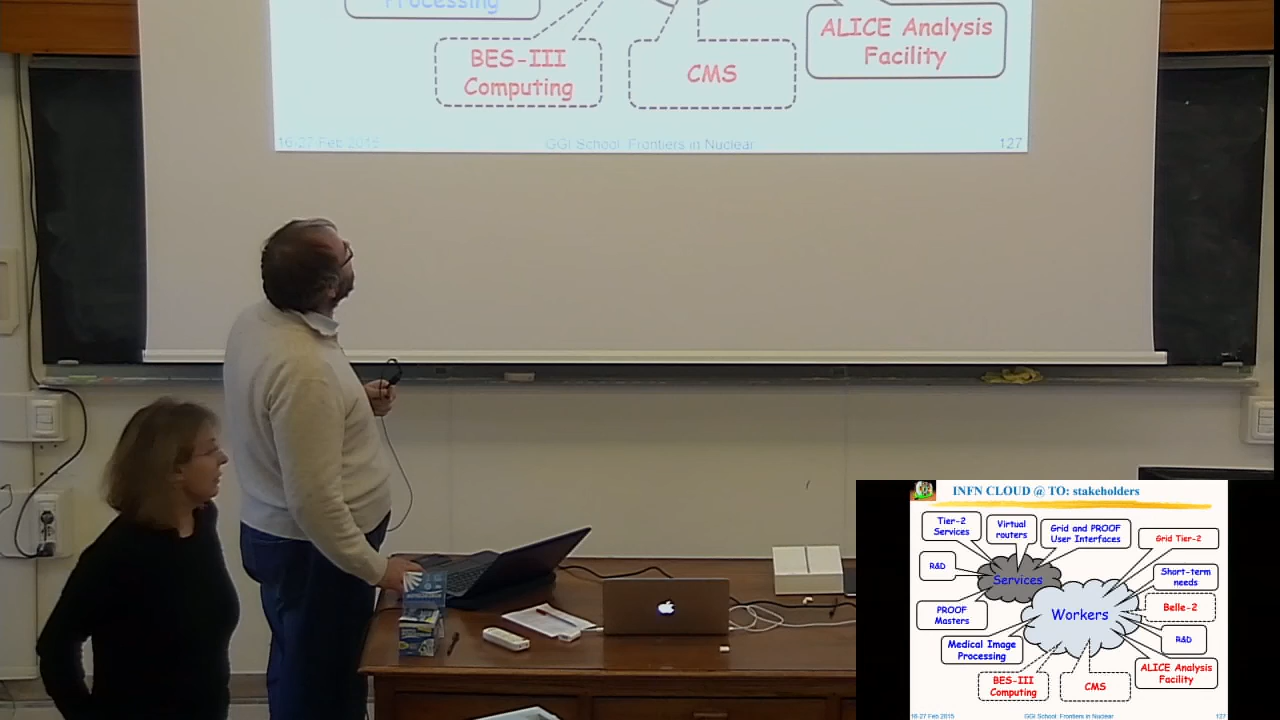 Processing
BES-III
Computing
CMS
ALICE Analysis
Facility
16-27 Feb 2015
GGI School Frontiers in Nuclear
127
INFN CLOUD @ TO: stakeholders
Tier-2
Services
Virtual
routers
Grid and PROOF
User Interfaces
Grid Tier-2
R&D
Services
Short-term
needs
PROOF
Masters
Workers
Belle-2
Medical Image
Processing
R&D
BES-III
Computing
CMS
ALICE Analysis
Facility
16-27 Feb 2015
GGI School Frontiers in Nuclear
127